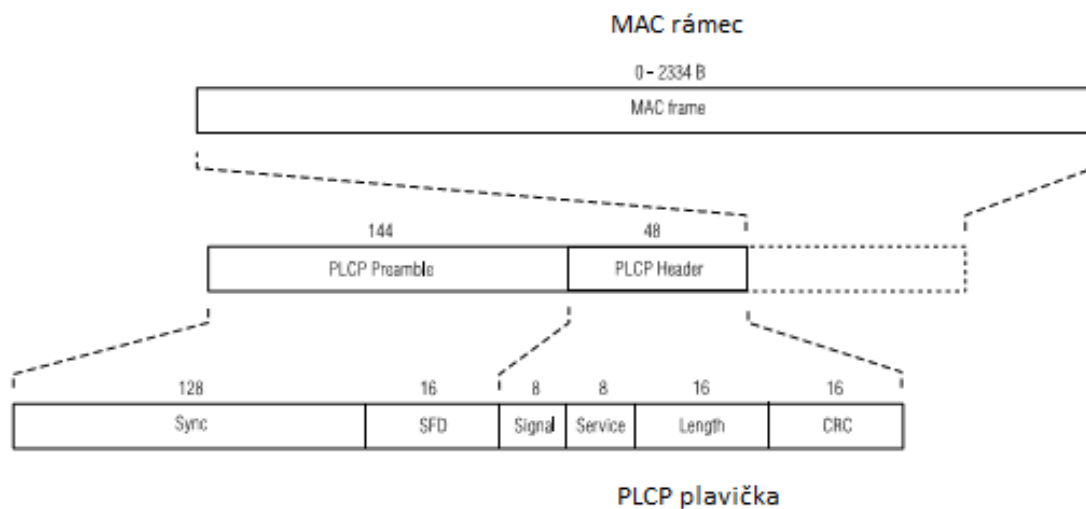 MAC rámec
0 - 2334 B
MAC frame
144 48
PLCP Preamble PLCP Header
128 16 8 8 16 16
Sync SFD Signal Service Length CRC
PLCP plavička